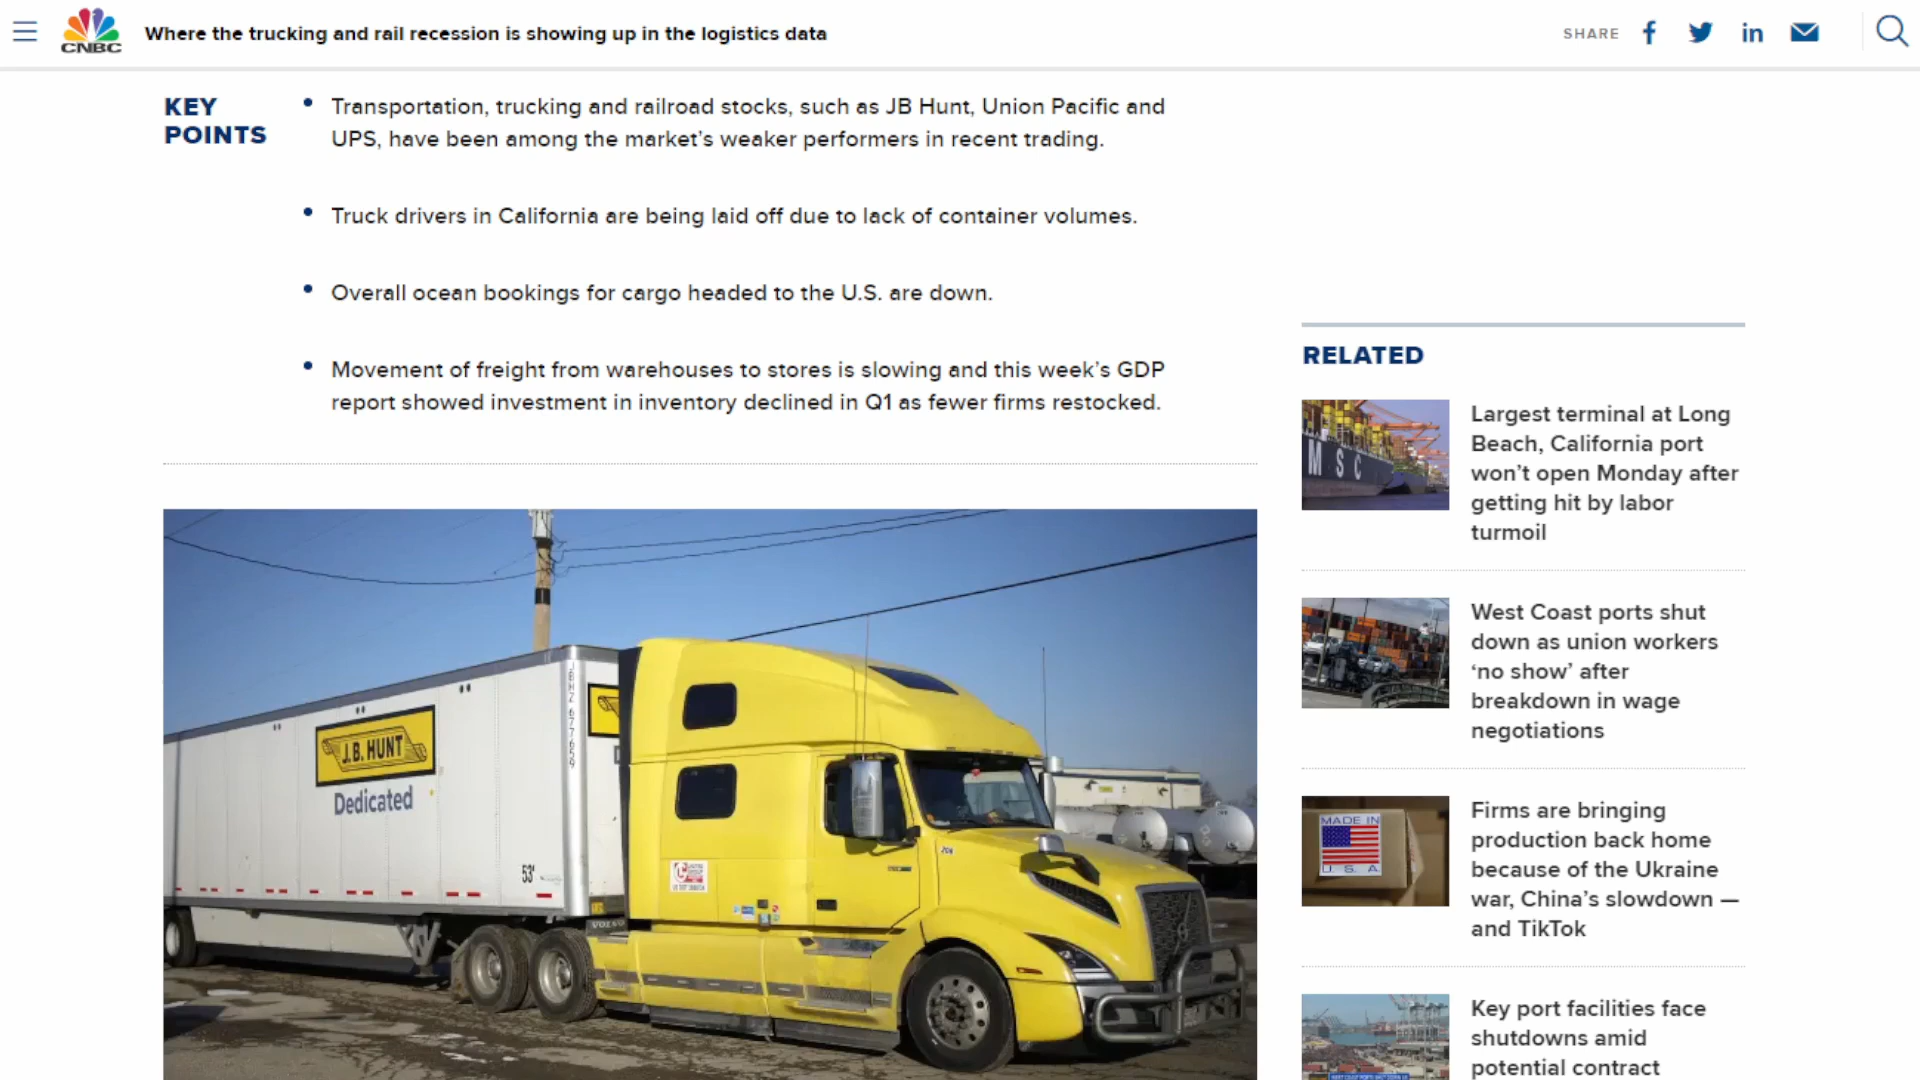 CNBC
Where the trucking and rail recession is showing up in the logistics data
SHARE
KEY
POINTS
• Transportation, trucking and railroad stocks, such as JB Hunt, Union Pacific and
UPS, have been among the market’s weaker performers in recent trading.
• Truck drivers in California are being laid off due to lack of container volumes.
• Overall ocean bookings for cargo headed to the U.S. are down.
• Movement of freight from warehouses to stores is slowing and this week’s GDP
report showed investment in inventory declined in Q1 as fewer firms restocked.
J.B. HUNT
Dedicated
JBHZ 677659
53'
VOLVO
206
RELATED
MSC
Largest terminal at Long
Beach, California port
won’t open Monday after
getting hit by labor
turmoil
West Coast ports shut
down as union workers
‘no show’ after
breakdown in wage
negotiations
MADE IN
U. S. A.
Firms are bringing
production back home
because of the Ukraine
war, China’s slowdown —
and TikTok
Key port facilities face
shutdowns amid
potential contract